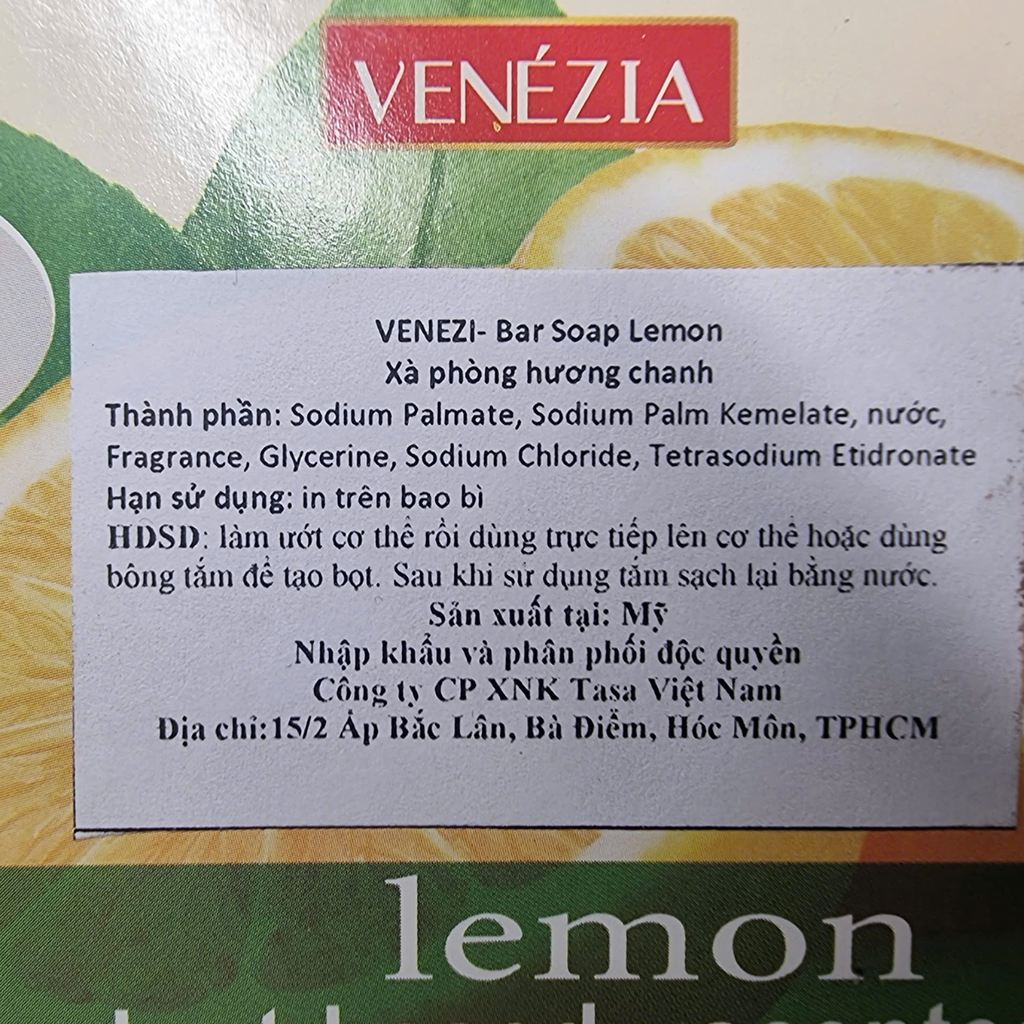 VENÉZIA
VENEZI- Bar Soap Lemon
Xà phòng hương chanh
Thành phần: Sodium Palmate, Sodium Palm Kemelate, nước,
Fragrance, Glycerine, Sodium Chloride, Tetrasodium Etidronate
Hạn sử dụng: in trên bao bì
HDSD: làm ướt cơ thể rồi dùng trực tiếp lên cơ thể hoặc dùng
bông tắm để tạo bọt. Sau khi sử dụng tắm sạch lại bằng nước.
Sản xuất tại: Mỹ
Nhập khẩu và phân phối độc quyền
Công ty CP XNK Tasa Việt Nam
Địa chỉ:15/2 Ấp Bắc Lân, Bà Điểm, Hóc Môn, TPHCM
lemon